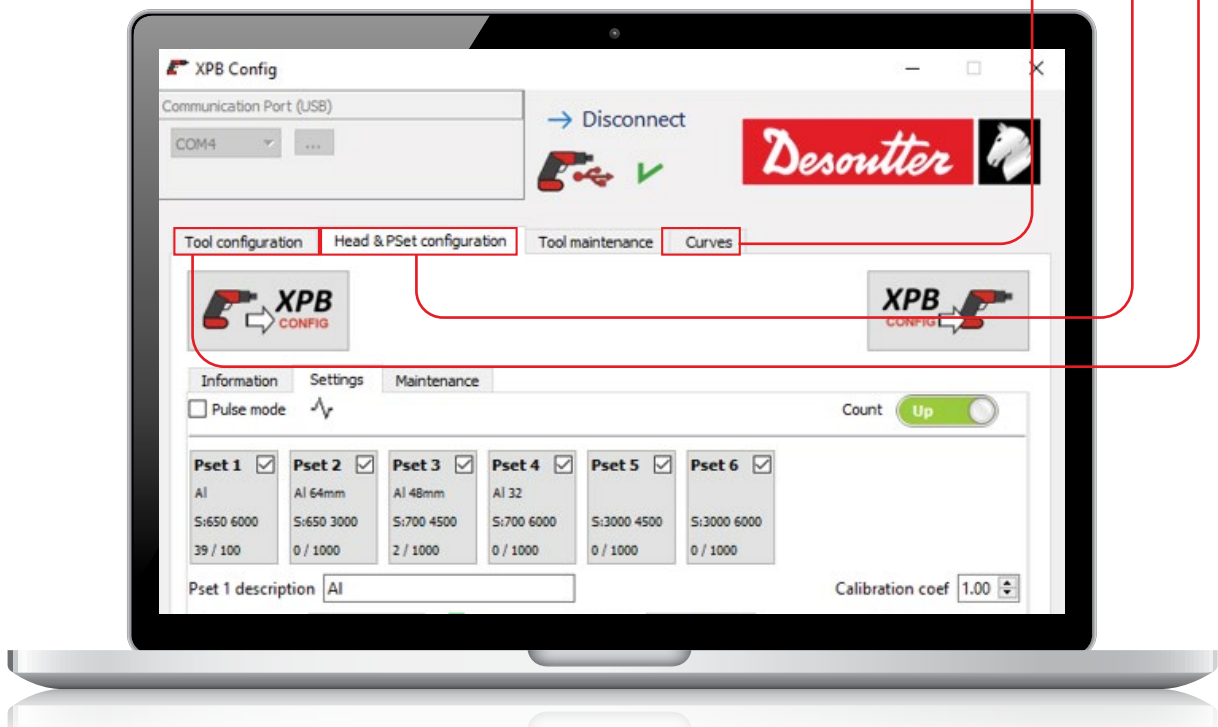 XPB Config
Communication Port (USB)
COM4 ...
Disconnect
Desoutter
Tool configuration Head & PSet configuration Tool maintenance Curves
XPB
CONFIG
XPB
CONFIG
Information Settings Maintenance
Pulse mode
Count Up
Pset 1 Pset 2 Pset 3 Pset 4 Pset 5 Pset 6
Al Al 64mm Al 48mm Al 32
S:650 6000 S:650 3000 S:700 4500 S:700 6000 S:3000 4500 S:3000 6000
39 / 100 0 / 1000 2 / 1000 0 / 1000 0 / 1000 0 / 1000
Pset 1 description Al Calibration coef 1.00